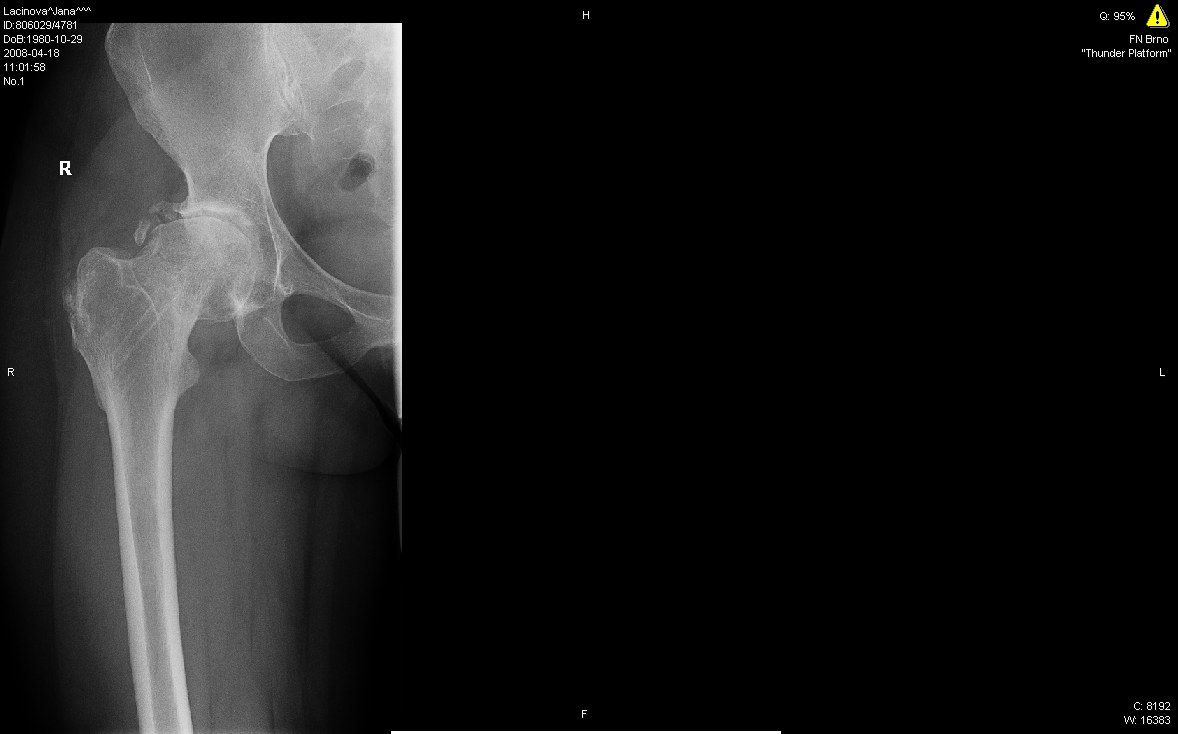 Lacinova^Jana^^^
ID:806029/4781
DoB:1980-10-29
2008-04-18
11:01:58
No.1
H
Q: 95%
FN Brno
"Thunder Platform"
R
R
L
F
C: 8192
W: 16383